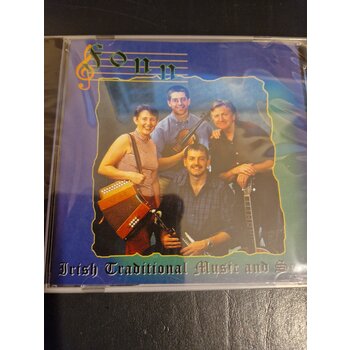 Fonn
Irish Traditional Music and S